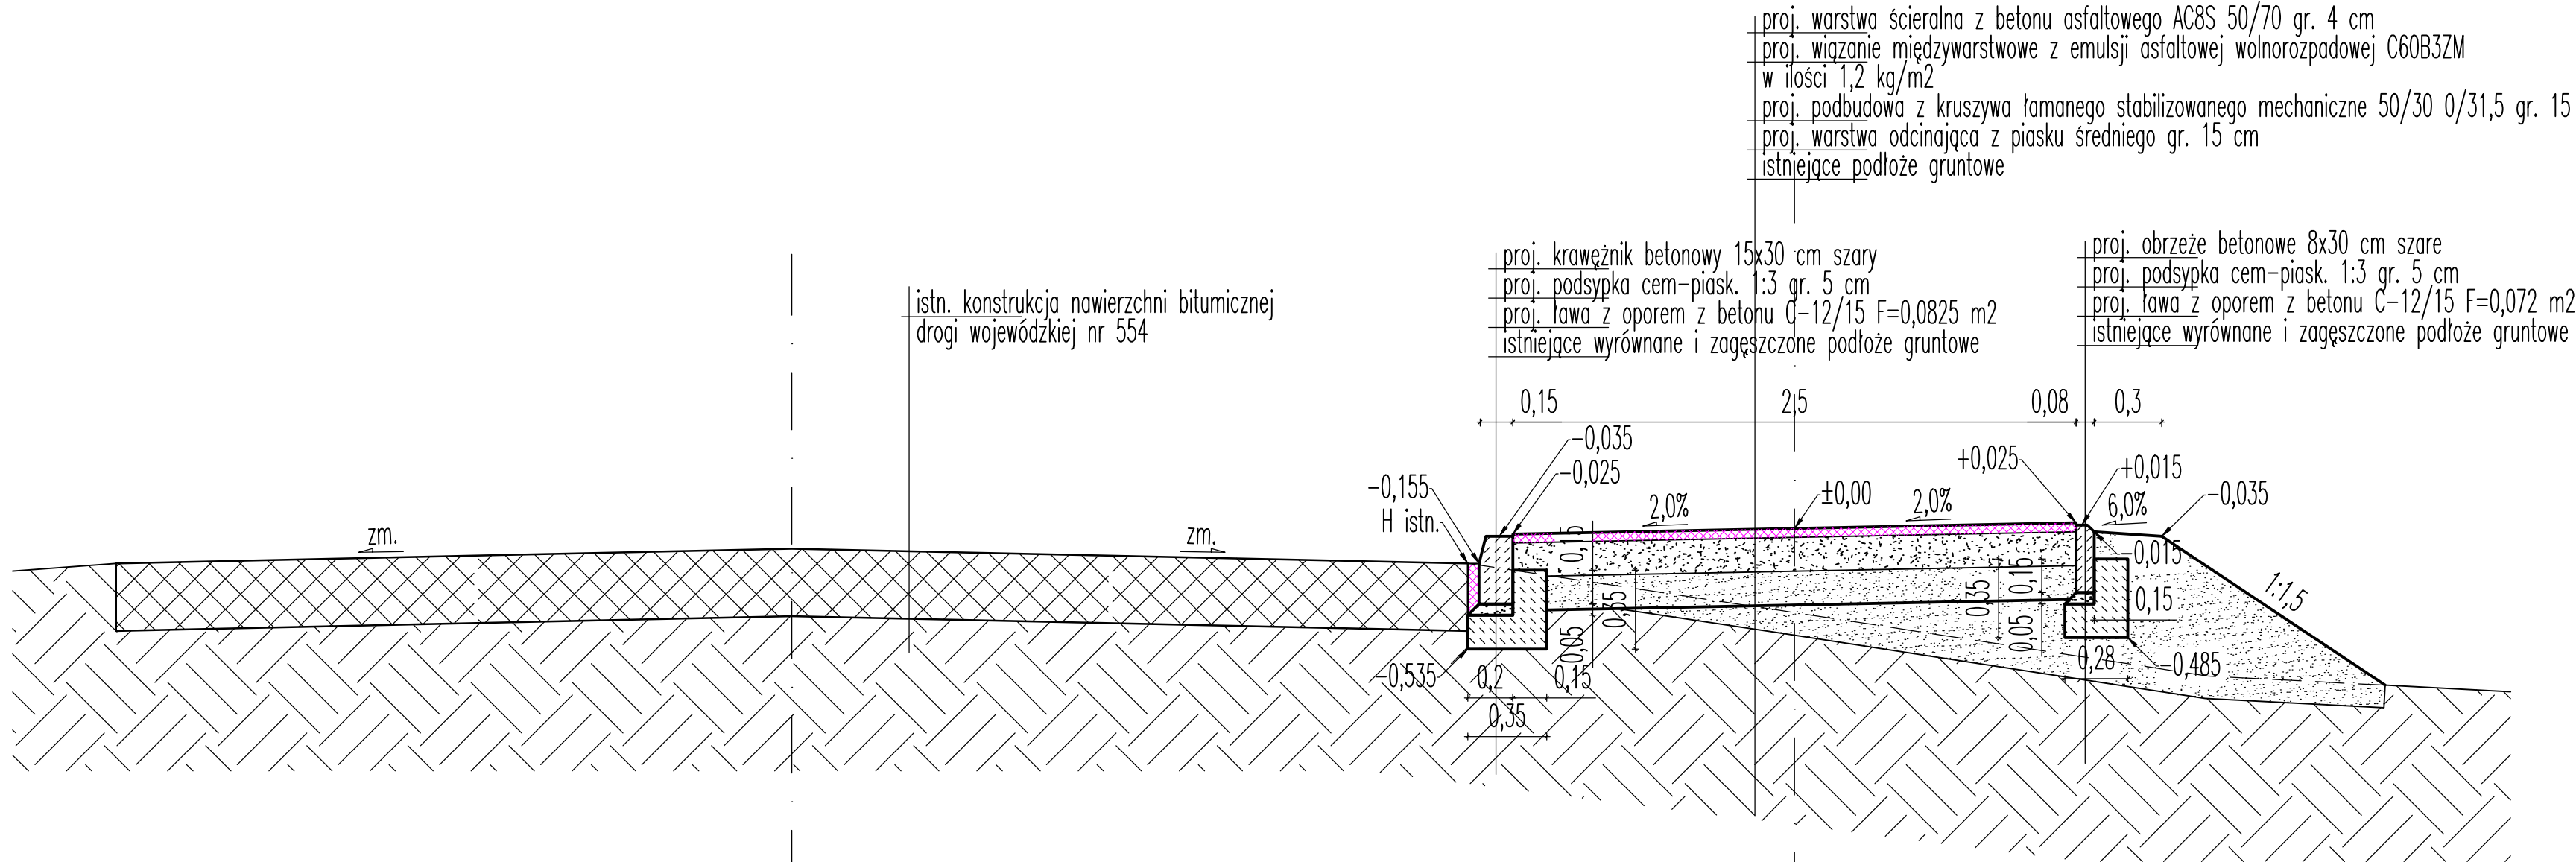 proj. warstwa ścieralna z betonu asfaltowego AC8S 50/70 gr. 4 cm
proj. wiązanie międzywarstwowe z emulsji asfaltowej wolnorozpadowej C60B3ZM
w ilości 1,2 kg/m2
proj. podbudowa z kruszywa łamanego stabilizowanego mechaniczne 50/30 0/31,5 gr. 15
proj. warstwa odcinająca z piasku średniego gr. 15 cm
istniejące podłoże gruntowe
proj. krawężnik betonowy 15x30 cm szary
proj. podsypka cem-piask. 1:3 gr. 5 cm
proj. ława z oporem z betonu C-12/15 F=0,0825 m2
istniejące wyrównane i zagęszczone podłoże gruntowe
proj. obrzeże betonowe 8x30 cm szare
proj. podsypka cem-piask. 1:3 gr. 5 cm
proj. ława z oporem z betonu C-12/15 F=0,072 m2
istniejące wyrównane i zagęszczone podłoże gruntowe
istn. konstrukcja nawierzchni bitumicznej
drogi wojewódzkiej nr 554
0,15
2,5
0,08
0,3
-0,035
-0,025
-0,155
H istn.
+0,025
+0,015
-0,035
±0,00
2,0%
2,0%
6,0%
zm.
zm.
0,15
0,35
0,05
-0,015
0,15
0,35
0,05
0,15
1:1,5
0,28
-0,485
-0,535
0,2
0,15
0,35